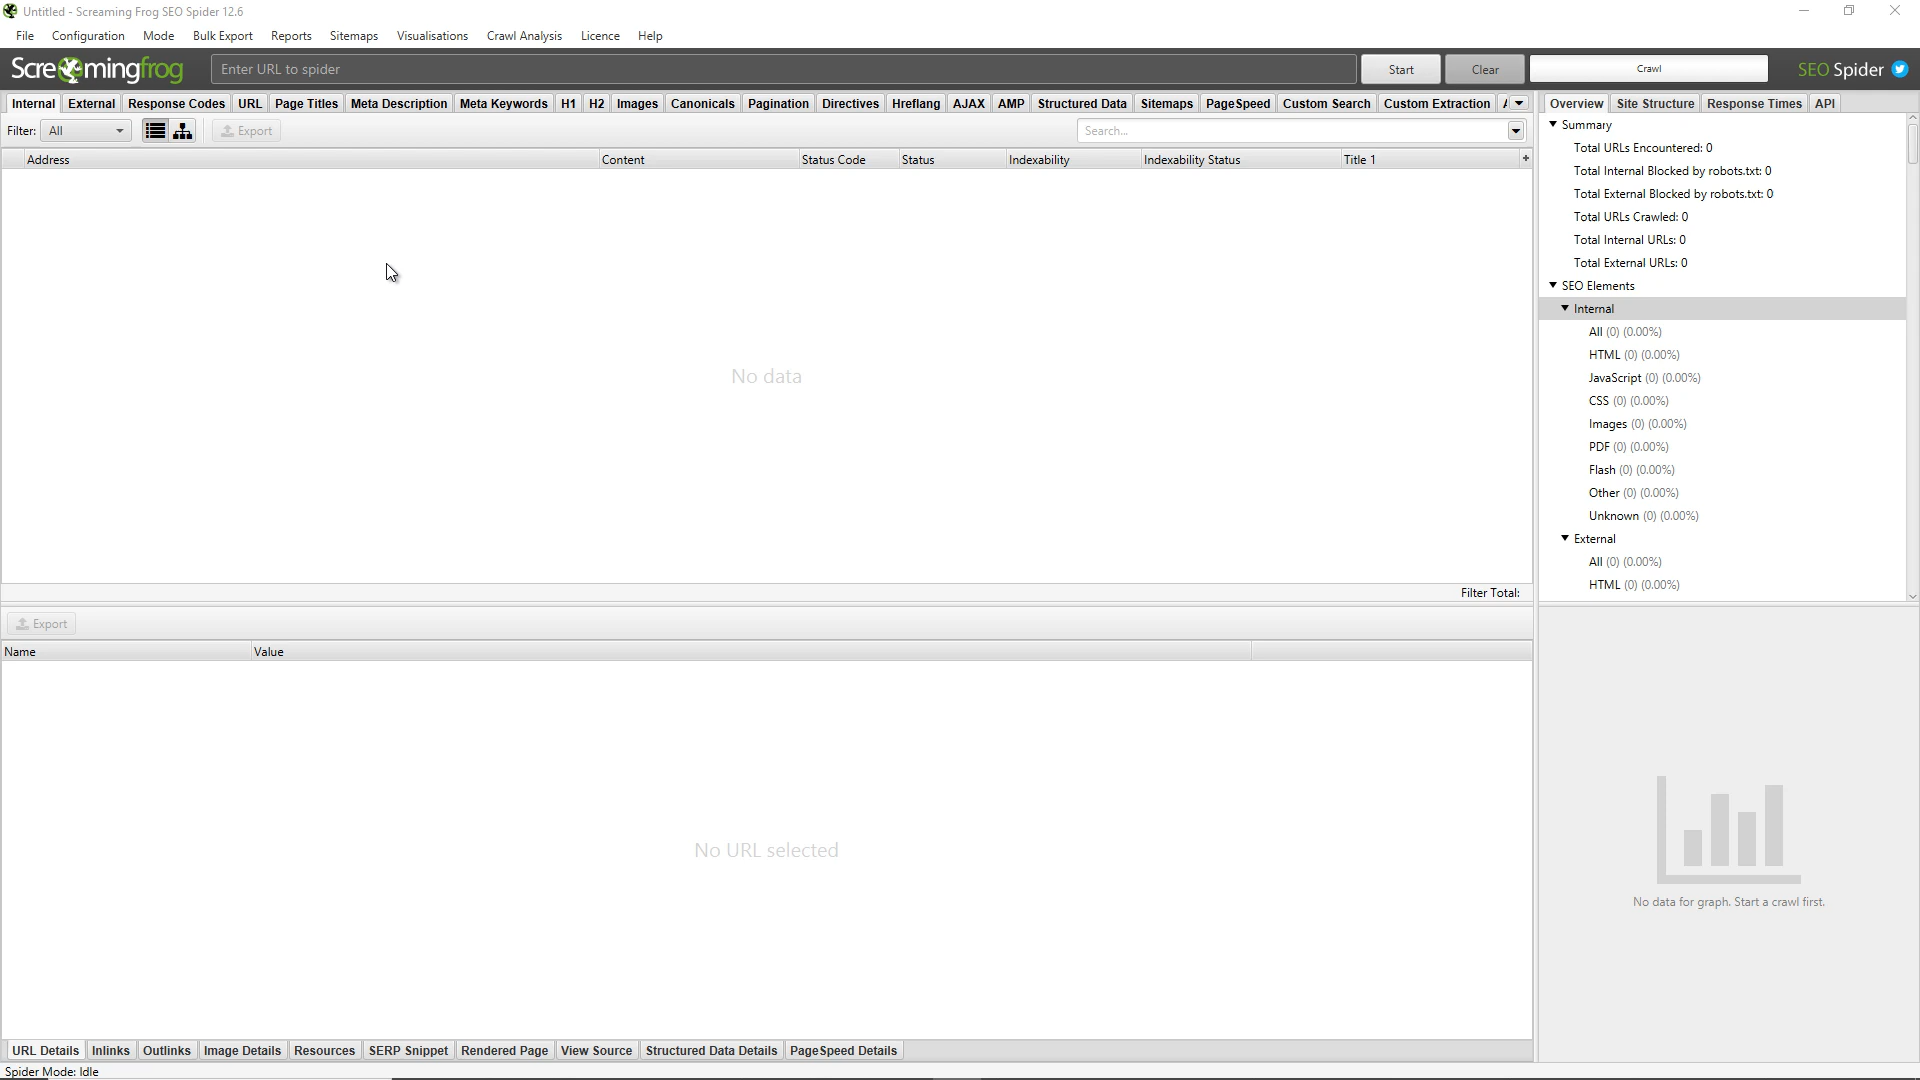 Untitled - Screaming Frog SEO Spider 12.6
File Configuration Mode Bulk Export Reports Sitemaps Visualisations Crawl Analysis Licence Help
Screamingfrog Enter URL to spider Start Clear Crawl SEO Spider
Internal External Response Codes URL Page Titles Meta Description Meta Keywords H1 H2 Images Canonicals Pagination Directives Hreflang AJAX AMP Structured Data Sitemaps PageSpeed Custom Search Custom Extraction
Filter: All Export Search...
Address Content Status Code Status Indexability Indexability Status Title 1 +
No data
Filter Total:
Export
Name Value
No URL selected
URL Details Inlinks Outlinks Image Details Resources SERP Snippet Rendered Page View Source Structured Data Details PageSpeed Details
Spider Mode: Idle
Overview Site Structure Response Times API
Summary
Total URLs Encountered: 0
Total Internal Blocked by robots.txt: 0
Total External Blocked by robots.txt: 0
Total URLs Crawled: 0
Total Internal URLs: 0
Total External URLs: 0
SEO Elements
Internal
All (0) (0.00%)
HTML (0) (0.00%)
JavaScript (0) (0.00%)
CSS (0) (0.00%)
Images (0) (0.00%)
PDF (0) (0.00%)
Flash (0) (0.00%)
Other (0) (0.00%)
Unknown (0) (0.00%)
External
All (0) (0.00%)
HTML (0) (0.00%)
No data for graph. Start a crawl first.